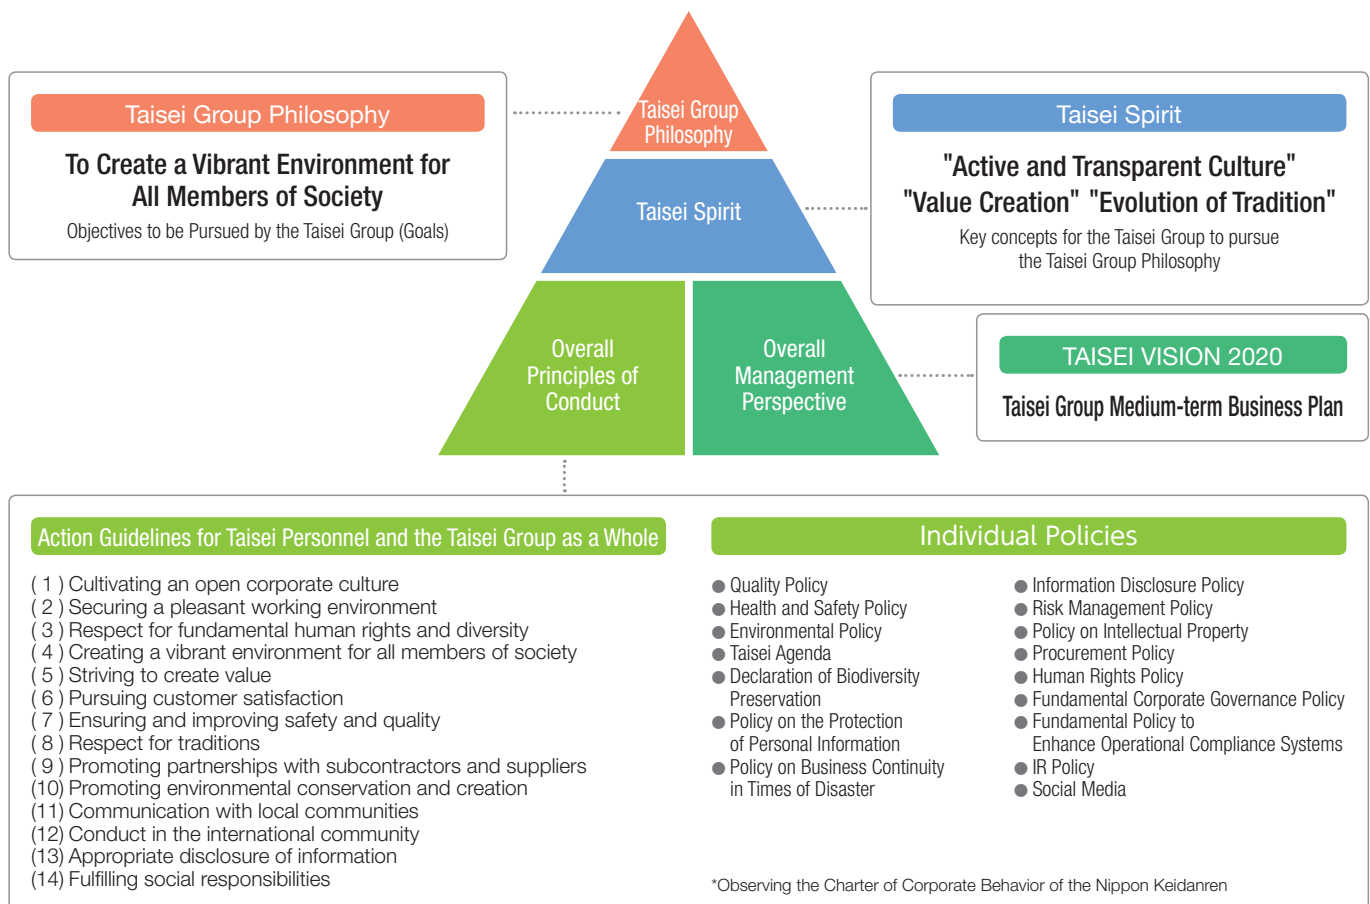 Taisei Group Philosophy
To Create a Vibrant Environment for
All Members of Society
Objectives to be Pursued by the Taisei Group (Goals)
Taisei Group
Philosophy
Taisei Spirit
Overall
Principles of
Conduct
Overall
Management
Perspective
Taisei Spirit
"Active and Transparent Culture"
"Value Creation" "Evolution of Tradition"
Key concepts for the Taisei Group to pursue
the Taisei Group Philosophy
TAISEI VISION 2020
Taisei Group Medium-term Business Plan
Action Guidelines for Taisei Personnel and the Taisei Group as a Whole
( 1 ) Cultivating an open corporate culture
( 2 ) Securing a pleasant working environment
( 3 ) Respect for fundamental human rights and diversity
( 4 ) Creating a vibrant environment for all members of society
( 5 ) Striving to create value
( 6 ) Pursuing customer satisfaction
( 7 ) Ensuring and improving safety and quality
( 8 ) Respect for traditions
( 9 ) Promoting partnerships with subcontractors and suppliers
(10) Promoting environmental conservation and creation
(11) Communication with local communities
(12) Conduct in the international community
(13) Appropriate disclosure of information
(14) Fulfilling social responsibilities
Individual Policies
● Quality Policy
● Health and Safety Policy
● Environmental Policy
● Taisei Agenda
● Declaration of Biodiversity
Preservation
● Policy on the Protection
of Personal Information
● Policy on Business Continuity
in Times of Disaster
● Information Disclosure Policy
● Risk Management Policy
● Policy on Intellectual Property
● Procurement Policy
● Human Rights Policy
● Fundamental Corporate Governance Policy
● Fundamental Policy to
Enhance Operational Compliance Systems
● IR Policy
● Social Media
*Observing the Charter of Corporate Behavior of the Nippon Keidanren